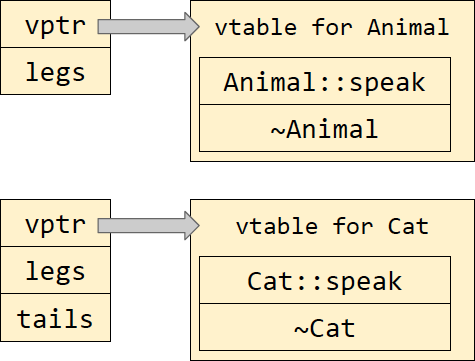 vptr
legs
vtable for Animal
Animal::speak
~Animal
vptr
legs
tails
vtable for Cat
Cat::speak
~Cat